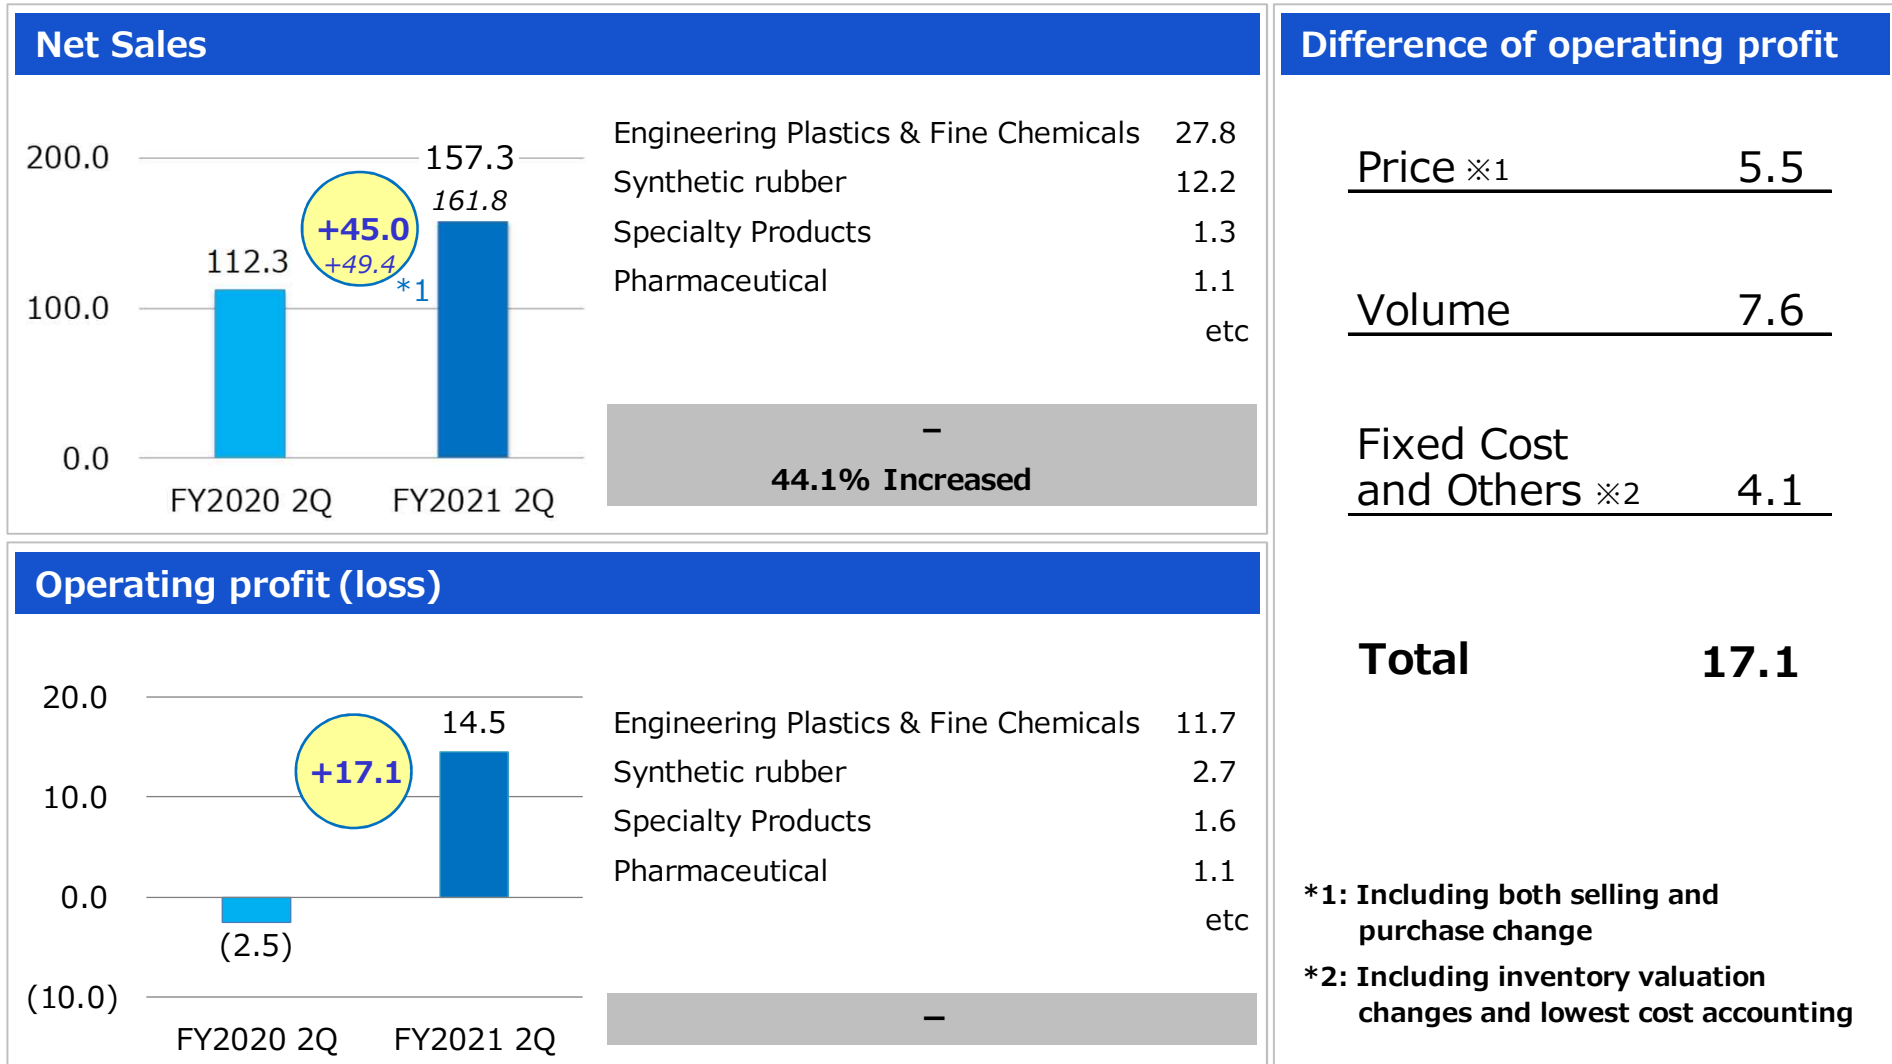 Net Sales
200.0
100.0
0.0
112.3
+45.0
+49.4
*1
157.3
161.8
FY2020 2Q
FY2021 2Q
Engineering Plastics & Fine Chemicals 27.8
Synthetic rubber 12.2
Specialty Products 1.3
Pharmaceutical 1.1
etc
–
44.1% Increased
Operating profit (loss)
20.0
10.0
0.0
(10.0)
(2.5)
+17.1
14.5
FY2020 2Q
FY2021 2Q
Engineering Plastics & Fine Chemicals 11.7
Synthetic rubber 2.7
Specialty Products 1.6
Pharmaceutical 1.1
etc
–
Difference of operating profit
Price ※1 5.5
Volume 7.6
Fixed Cost
and Others ※2 4.1
Total 17.1
*1: Including both selling and
purchase change
*2: Including inventory valuation
changes and lowest cost accounting